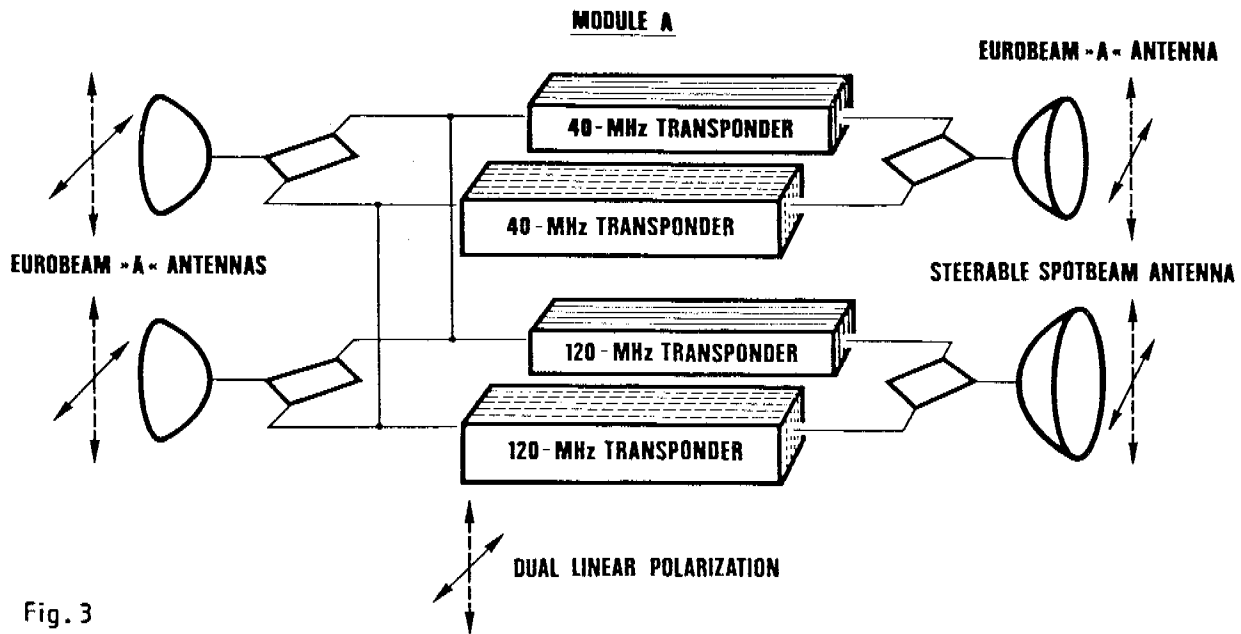 MODULE A
EUROBEAM »A« ANTENNA
40-MHz TRANSPONDER
40-MHz TRANSPONDER
EUROBEAM »A« ANTENNAS
STEERABLE SPOTBEAM ANTENNA
120-MHz TRANSPONDER
120-MHz TRANSPONDER
DUAL LINEAR POLARIZATION
Fig. 3